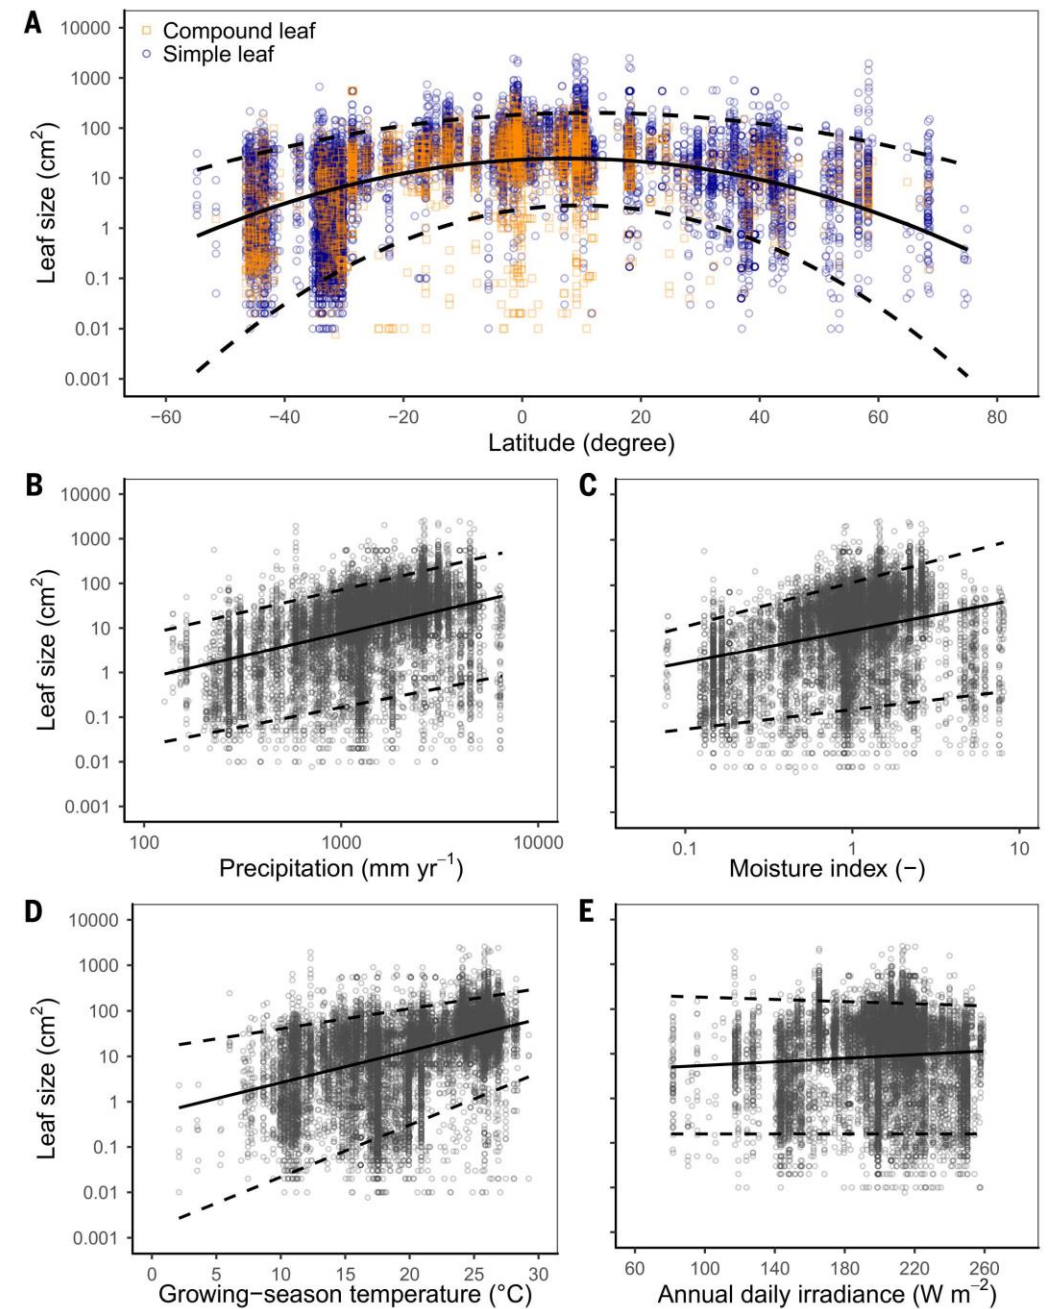 A
Compound leaf
Simple leaf
10000
1000
100
10
1
0.1
0.01
0.001
Leaf size (cm²)
−60 −40 −20 0 20 40 60 80
Latitude (degree)
B
10000
1000
100
10
1
0.1
0.01
0.001
Leaf size (cm²)
100 1000 10000
Precipitation (mm yr⁻¹)
C
0.1 1 10
Moisture index (−)
D
10000
1000
100
10
1
0.1
0.01
0.001
Leaf size (cm²)
0 5 10 15 20 25 30
Growing−season temperature (°C)
E
60 100 140 180 220 260
Annual daily irradiance (W m⁻²)